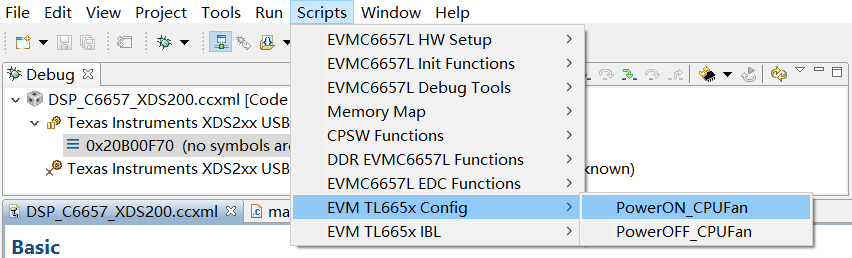 File Edit View Project Tools Run Scripts Window Help
EVMC6657L HW Setup
EVMC6657L Init Functions
Debug
EVMC6657L Debug Tools
DSP_C6657_XDS200.ccxml [Code
Memory Map
Texas Instruments XDS2xx USB
CPSW Functions
0x20B00F70 (no symbols are
DDR EVMC6657L Functions
Texas Instruments XDS2xx USB
known)
EVMC6657L EDC Functions
DSP_C6657_XDS200.ccxml
ma
EVM TL665x Config
PowerON_CPUFan
Basic
EVM TL665x IBL
PowerOFF_CPUFan